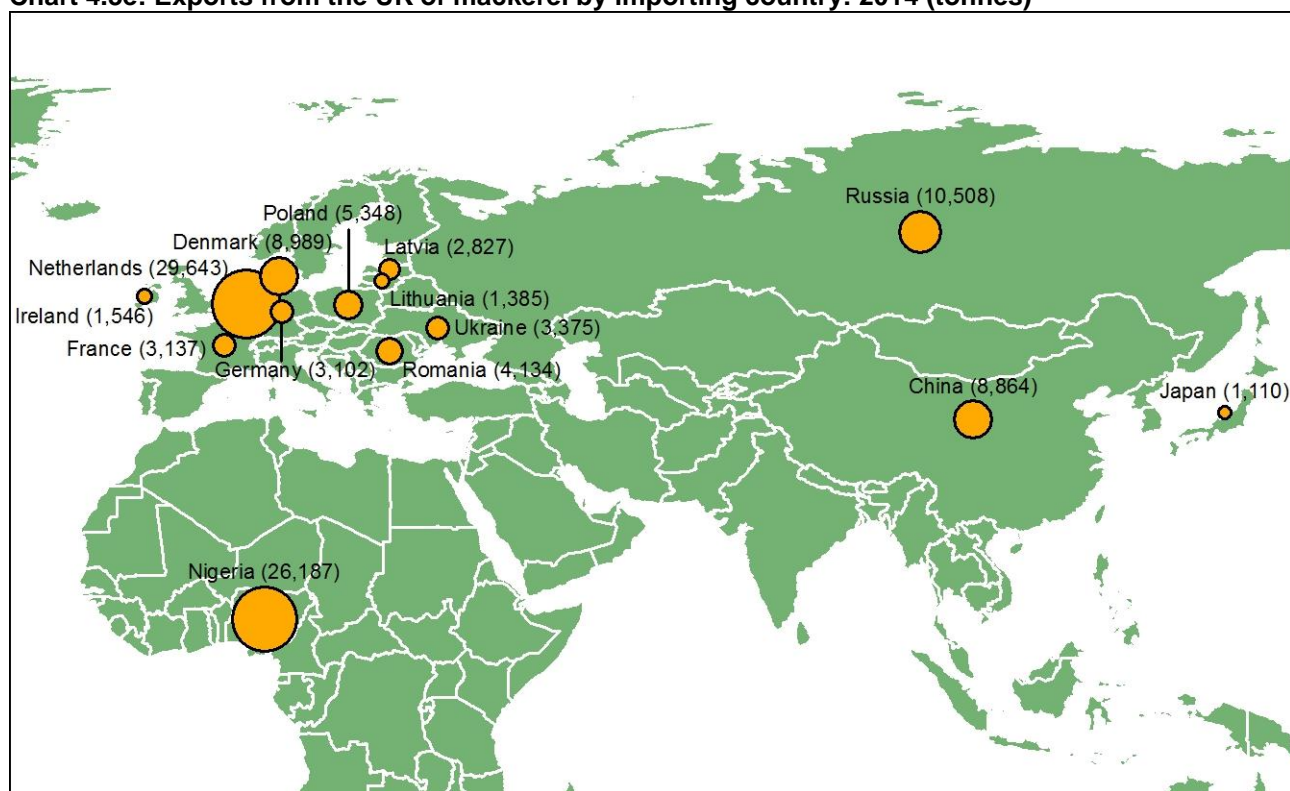 Chart 4.5e: Exports from the UK of mackerel by importing country: 2014 (tonnes)
Russia (10,508)
Poland (5,348)
Denmark (8,989)
Latvia (2,827)
Netherlands (29,643)
Lithuania (1,385)
Ireland (1,546)
Ukraine (3,375)
France (3,137)
Germany (3,102)
Romania (4,134)
China (8,864)
Japan (1,110)
Nigeria (26,187)